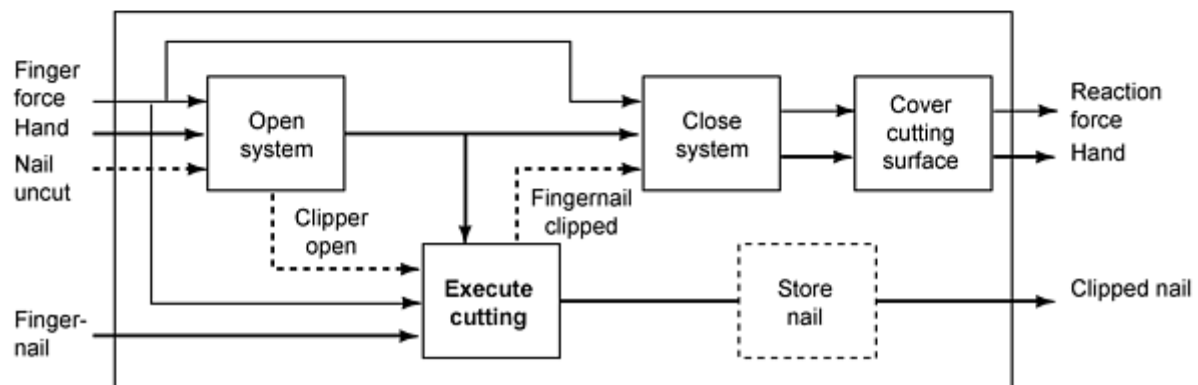 Finger
force
Hand
Nail
uncut
Open
system
Clipper
open
Fingernail
clipped
Close
system
Cover
cutting
surface
Reaction
force
Hand
Finger-
nail
Execute
cutting
Store
nail
Clipped nail